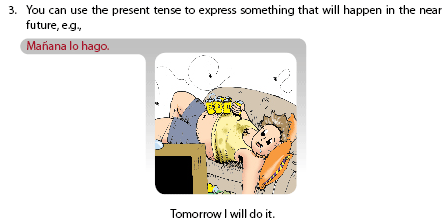 3. You can use the present tense to express something that will happen in the near
future, e.g.,
Mañana lo hago.
Tomorrow I will do it.